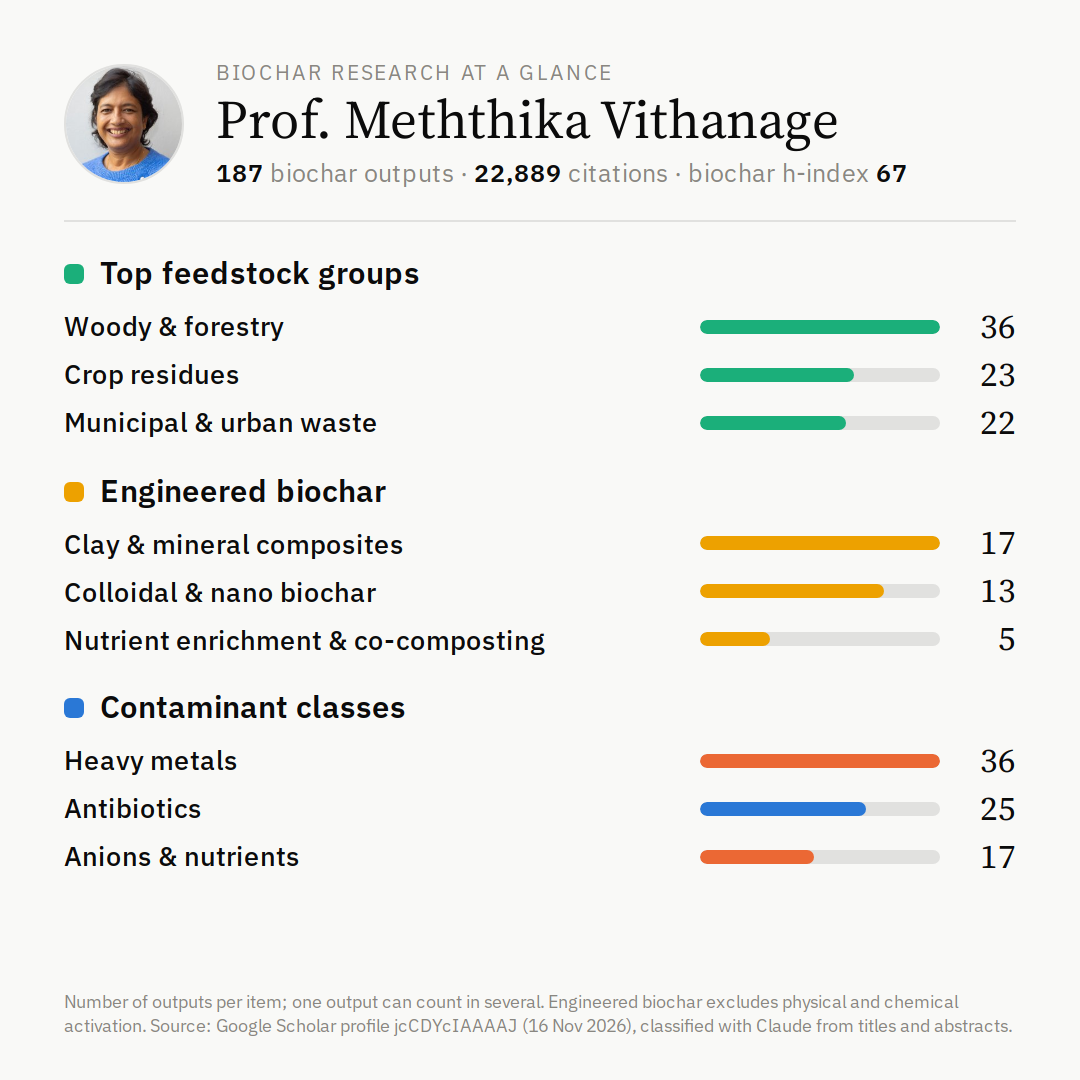 BIOCHAR RESEARCH AT A GLANCE
Prof. Meththika Vithanage
187 biochar outputs · 22,889 citations · biochar h-index 67
Top feedstock groups
Woody & forestry 36
Crop residues 23
Municipal & urban waste 22
Engineered biochar
Clay & mineral composites 17
Colloidal & nano biochar 13
Nutrient enrichment & co-composting 5
Contaminant classes
Heavy metals 36
Antibiotics 25
Anions & nutrients 17
Number of outputs per item; one output can count in several. Engineered biochar excludes physical and chemical
activation. Source: Google Scholar profile jcCDYcIAAAAJ (16 Nov 2026), classified with Claude from titles and abstracts.